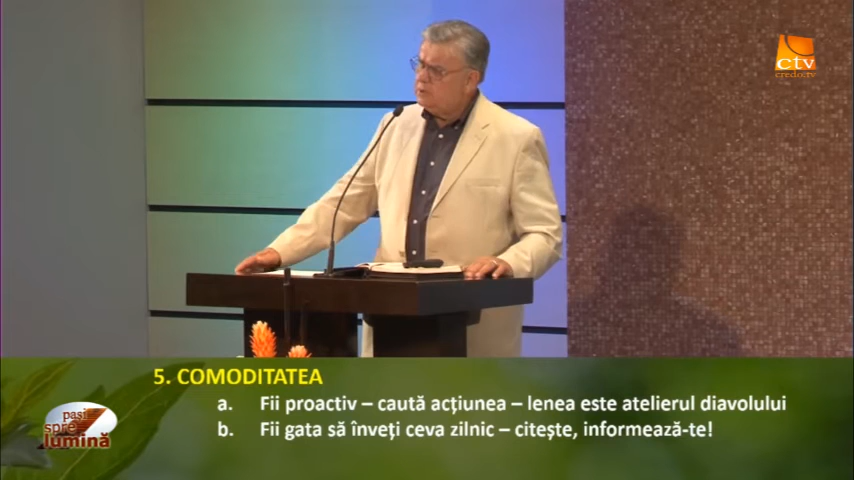 ctv
credo.tv
5. COMODITATEA
a. Fii proactiv – caută acțiunea – lenea este atelierul diavolului
b. Fii gata să înveți ceva zilnic – citește, informează-te!
pași
spre
lumină